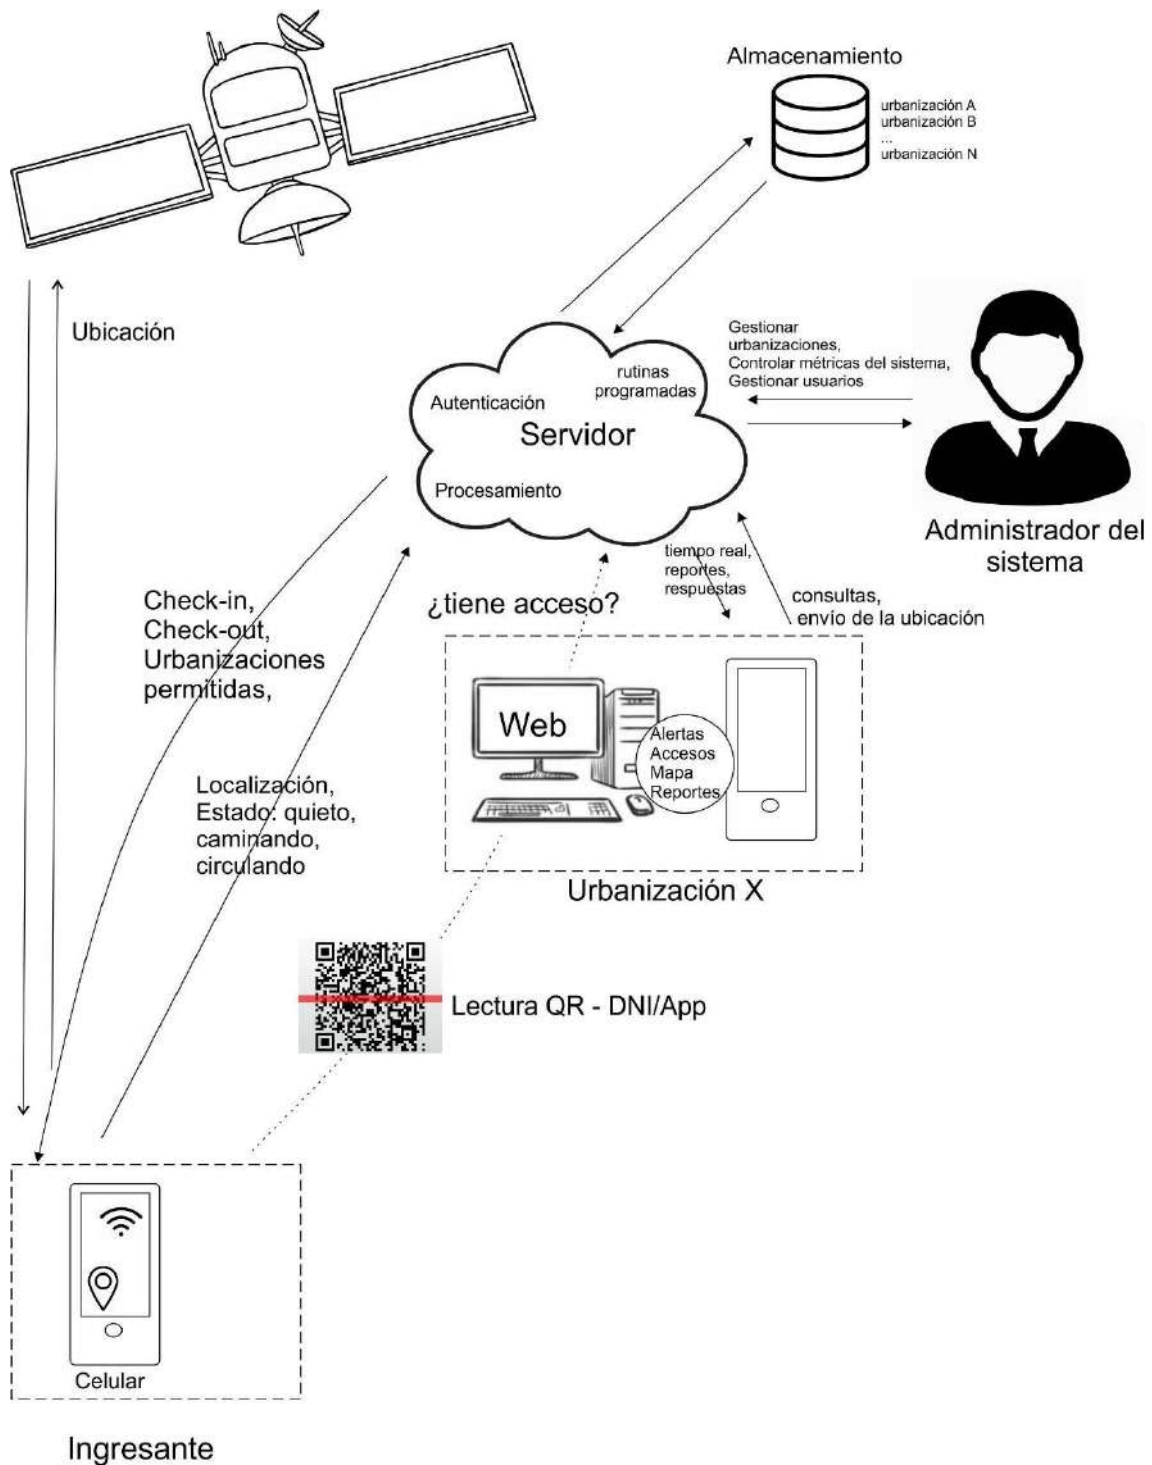 Almacenamiento
urbanización A
urbanización B
...
urbanización N
Ubicación
Gestionar
urbanizaciones,
Controlar métricas del sistema,
Gestionar usuarios
rutinas
programadas
Autenticación
Servidor
Procesamiento
Administrador del
sistema
tiempo real,
reportes,
respuestas
¿tiene acceso?
consultas,
envío de la ubicación
Check-in,
Check-out,
Urbanizaciones
permitidas,
Web
Alertas
Accesos
Mapa
Reportes
Localización,
Estado: quieto,
caminando,
circulando
Urbanización X
Lectura QR - DNI/App
Celular
Ingresante